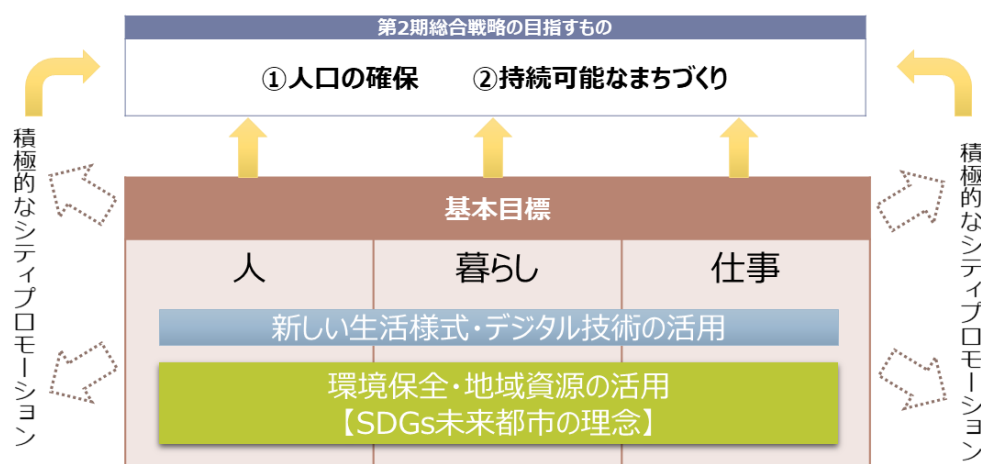 第2期総合戦略の目指すもの
①人口の確保 ②持続可能なまちづくり
積極的なシティプロモーション
基本目標
人 暮らし 仕事
新しい生活様式・デジタル技術の活用
環境保全・地域資源の活用
【SDGs未来都市の理念】
積極的なシティプロモーション